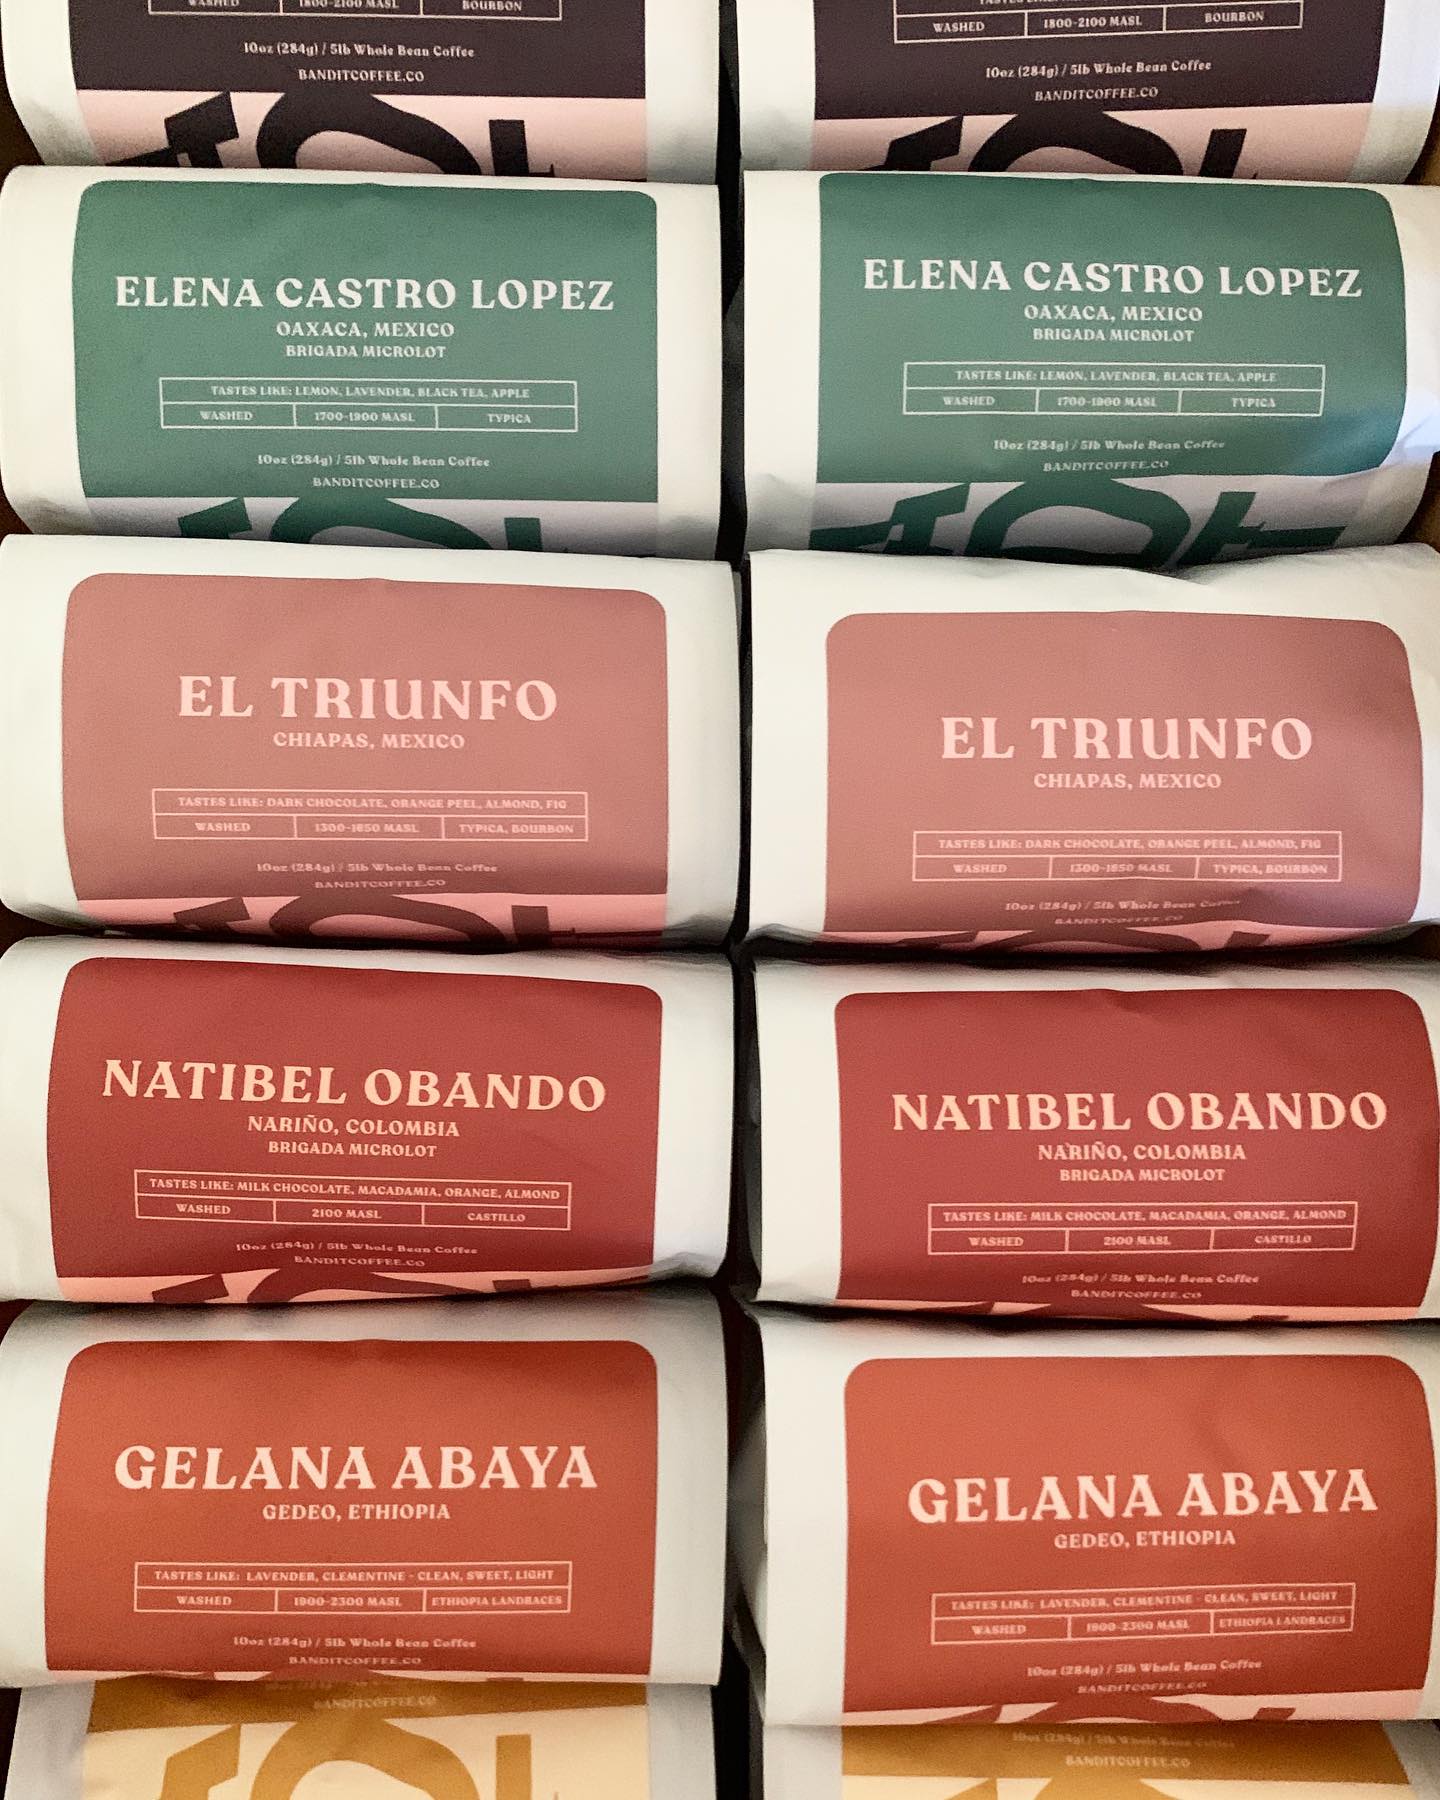 WASHED 1800-2100 MASL BOURBON
10oz (284g) / 5lb Whole Bean Coffee
BANDITCOFFEE.CO
WASHED 1800-2100 MASL BOURBON
10oz (284g) / 5lb Whole Bean Coffee
BANDITCOFFEE.CO
ELENA CASTRO LOPEZ
OAXACA, MEXICO
BRIGADA MICROLOT
TASTES LIKE: LEMON, LAVENDER, BLACK TEA, APPLE
WASHED 1700-1900 MASL TYPICA
10oz (284g) / 5lb Whole Bean Coffee
BANDITCOFFEE.CO
ELENA CASTRO LOPEZ
OAXACA, MEXICO
BRIGADA MICROLOT
TASTES LIKE: LEMON, LAVENDER, BLACK TEA, APPLE
WASHED 1700-1900 MASL TYPICA
10oz (284g) / 5lb Whole Bean Coffee
BANDITCOFFEE.CO
EL TRIUNFO
CHIAPAS, MEXICO
TASTES LIKE: DARK CHOCOLATE, ORANGE PEEL, ALMOND, FIG
WASHED 1300-1850 MASL TYPICA, BOURBON
10oz (284g) / 5lb Whole Bean Coffee
BANDITCOFFEE.CO
EL TRIUNFO
CHIAPAS, MEXICO
TASTES LIKE: DARK CHOCOLATE, ORANGE PEEL, ALMOND, FIG
WASHED 1300-1850 MASL TYPICA, BOURBON
10oz (284g) / 5lb Whole Bean Coffee
BANDITCOFFEE.CO
NATIBEL OBANDO
NARIÑO, COLOMBIA
BRIGADA MICROLOT
TASTES LIKE: MILK CHOCOLATE, MACADAMIA, ORANGE, ALMOND
WASHED 2100 MASL CASTILLO
10oz (284g) / 5lb Whole Bean Coffee
BANDITCOFFEE.CO
NATIBEL OBANDO
NARIÑO, COLOMBIA
BRIGADA MICROLOT
TASTES LIKE: MILK CHOCOLATE, MACADAMIA, ORANGE, ALMOND
WASHED 2100 MASL CASTILLO
10oz (284g) / 5lb Whole Bean Coffee
BANDITCOFFEE.CO
GELANA ABAYA
GEDEO, ETHIOPIA
TASTES LIKE: LAVENDER, CLEMENTINE - CLEAN, SWEET, LIGHT
WASHED 1900-2300 MASL ETHIOPIA LANDRACES
10oz (284g) / 5lb Whole Bean Coffee
BANDITCOFFEE.CO
GELANA ABAYA
GEDEO, ETHIOPIA
TASTES LIKE: LAVENDER, CLEMENTINE - CLEAN, SWEET, LIGHT
WASHED 1900-2300 MASL ETHIOPIA LANDRACES
10oz (284g) / 5lb Whole Bean Coffee
BANDITCOFFEE.CO
BANDITCOFFEE.CO
10oz (284g) / 5lb Whole Bean Coffee
BANDITCOFFEE.CO